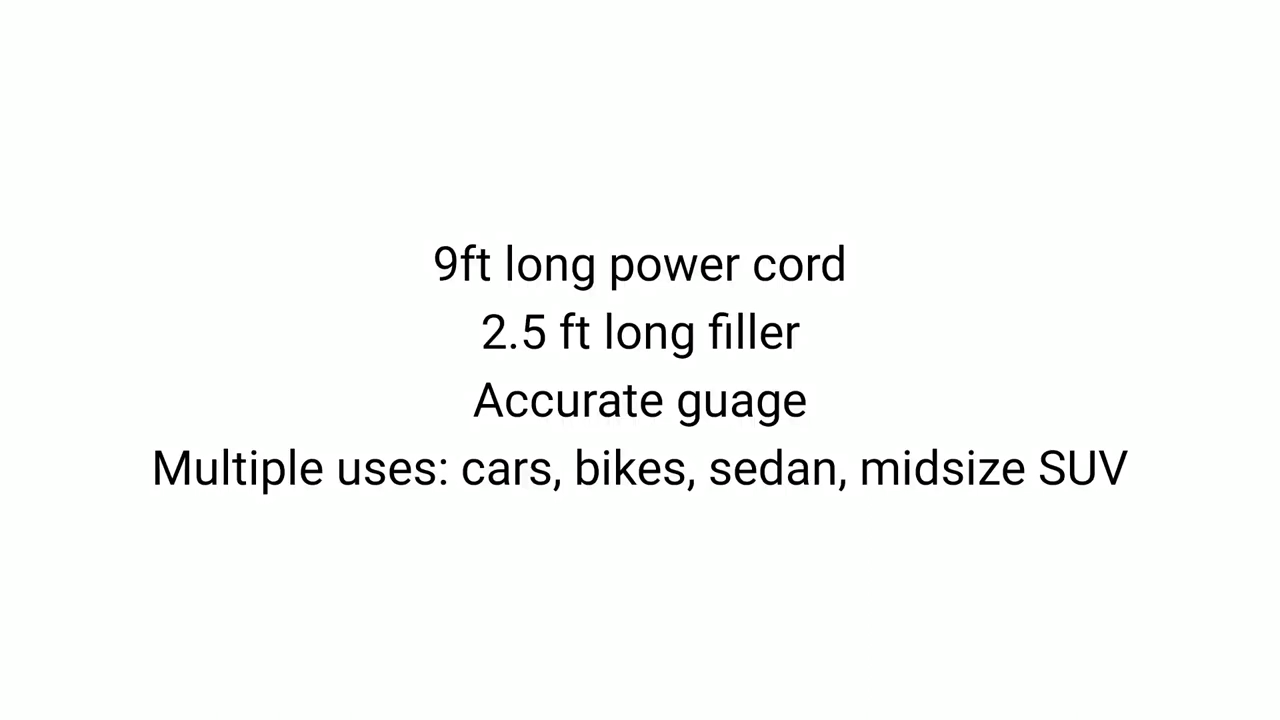 9ft long power cord
2.5 ft long filler
Accurate guage
Multiple uses: cars, bikes, sedan, midsize SUV